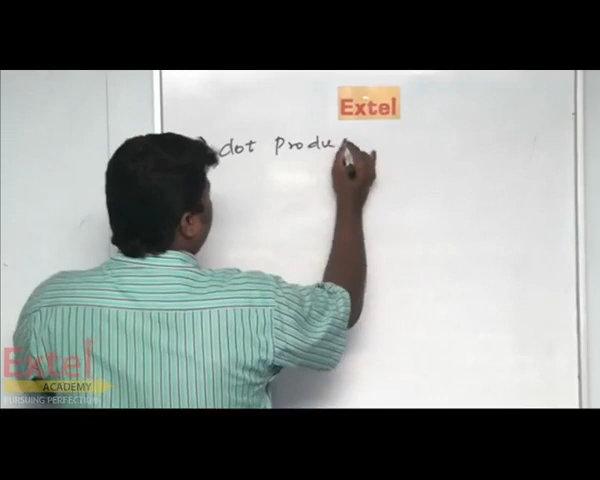 Extel
dot Produ
Extel
ACADEMY
PURSUING PERFECTION